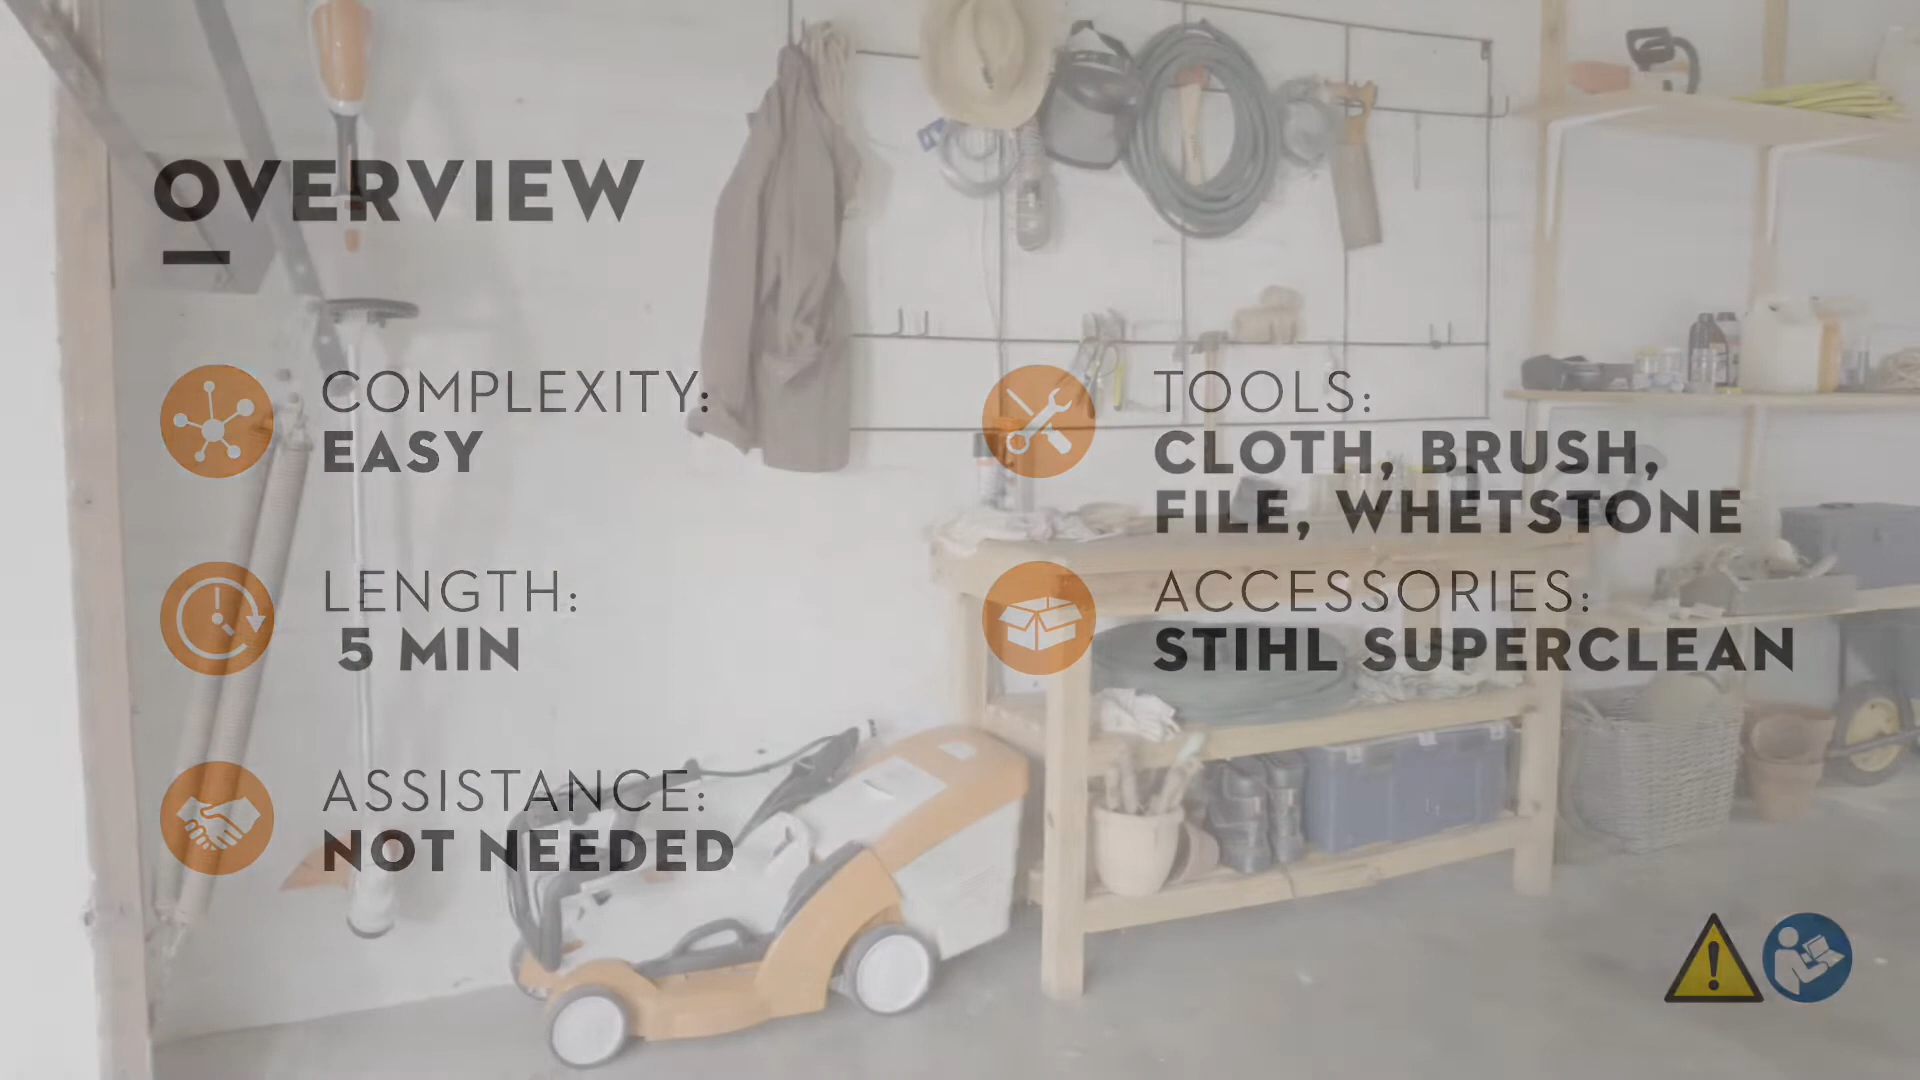 OVERVIEW
COMPLEXITY:
EASY
LENGTH:
5 MIN
ASSISTANCE:
NOT NEEDED
TOOLS:
CLOTH, BRUSH,
FILE, WHETSTONE
ACCESSORIES:
STIHL SUPERCLEAN